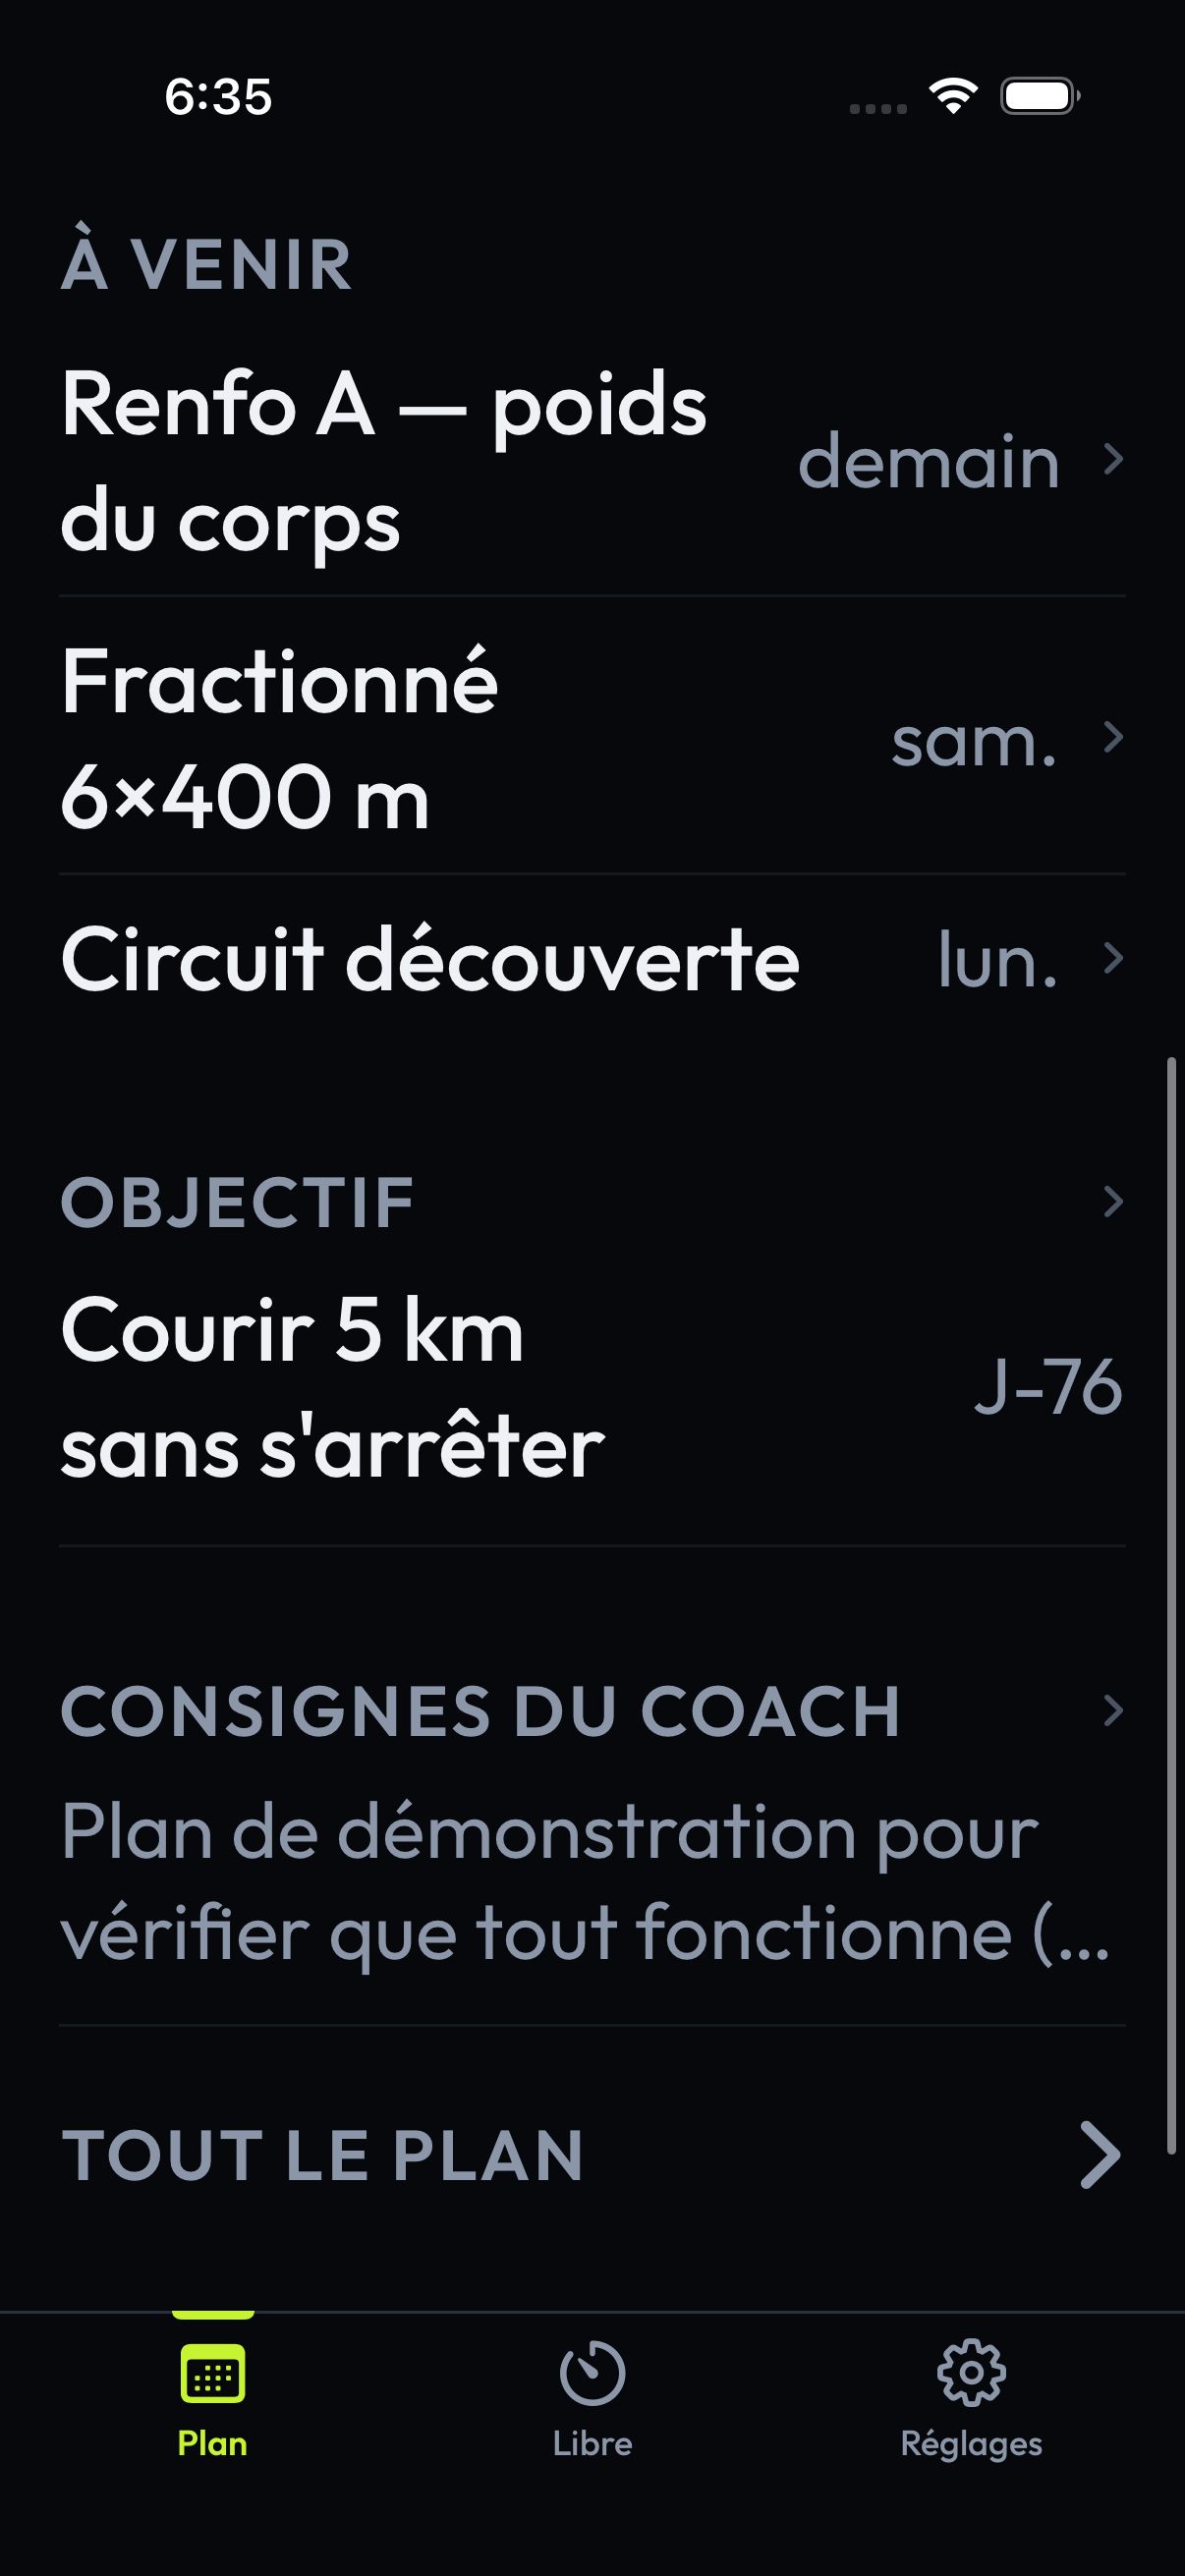 6:35
À VENIR
Renfo A — poids
du corps
demain
Fractionné
6×400 m
sam.
Circuit découverte
lun.
OBJECTIF
Courir 5 km
sans s'arrêter
J-76
CONSIGNES DU COACH
Plan de démonstration pour
vérifier que tout fonctionne (…
TOUT LE PLAN
Plan
Libre
Réglages